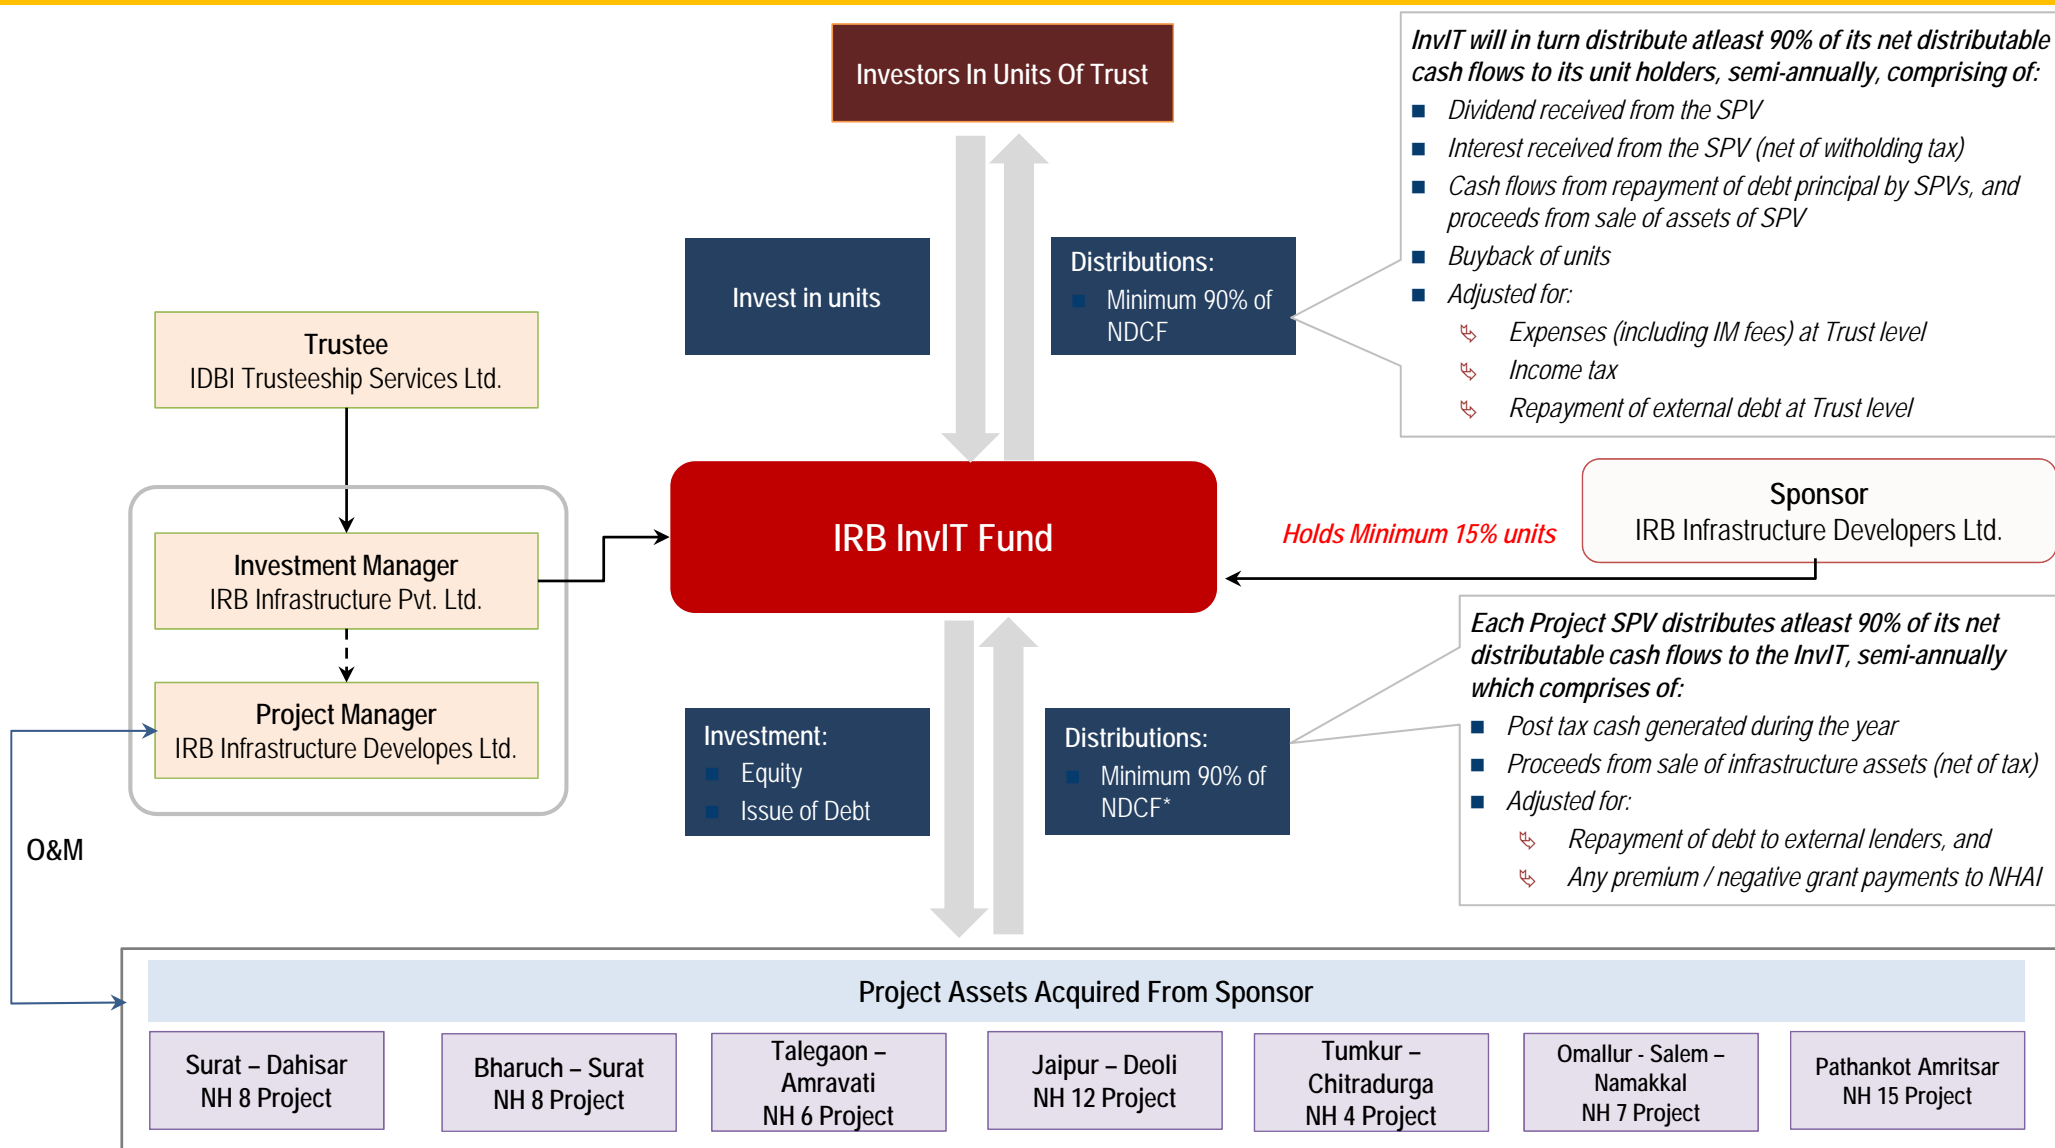 Investors In Units Of Trust
InvIT will in turn distribute atleast 90% of its net distributable
cash flows to its unit holders, semi-annually, comprising of:
Dividend received from the SPV
Interest received from the SPV (net of witholding tax)
Cash flows from repayment of debt principal by SPVs, and
proceeds from sale of assets of SPV
Buyback of units
Adjusted for:
Expenses (including IM fees) at Trust level
Income tax
Repayment of external debt at Trust level
Invest in units
Distributions:
Minimum 90% of
NDCF
Trustee
IDBI Trusteeship Services Ltd.
Investment Manager
IRB Infrastructure Pvt. Ltd.
Project Manager
IRB Infrastructure Developes Ltd.
IRB InvIT Fund
Holds Minimum 15% units
Sponsor
IRB Infrastructure Developers Ltd.
Each Project SPV distributes atleast 90% of its net
distributable cash flows to the InvIT, semi-annually
which comprises of:
Post tax cash generated during the year
Proceeds from sale of infrastructure assets (net of tax)
Adjusted for:
Repayment of debt to external lenders, and
Any premium / negative grant payments to NHAI
Investment:
Equity
Issue of Debt
Distributions:
Minimum 90% of
NDCF*
O&M
Project Assets Acquired From Sponsor
Surat – Dahisar
NH 8 Project
Bharuch – Surat
NH 8 Project
Talegaon –
Amravati
NH 6 Project
Jaipur – Deoli
NH 12 Project
Tumkur –
Chitradurga
NH 4 Project
Omallur - Salem –
Namakkal
NH 7 Project
Pathankot Amritsar
NH 15 Project